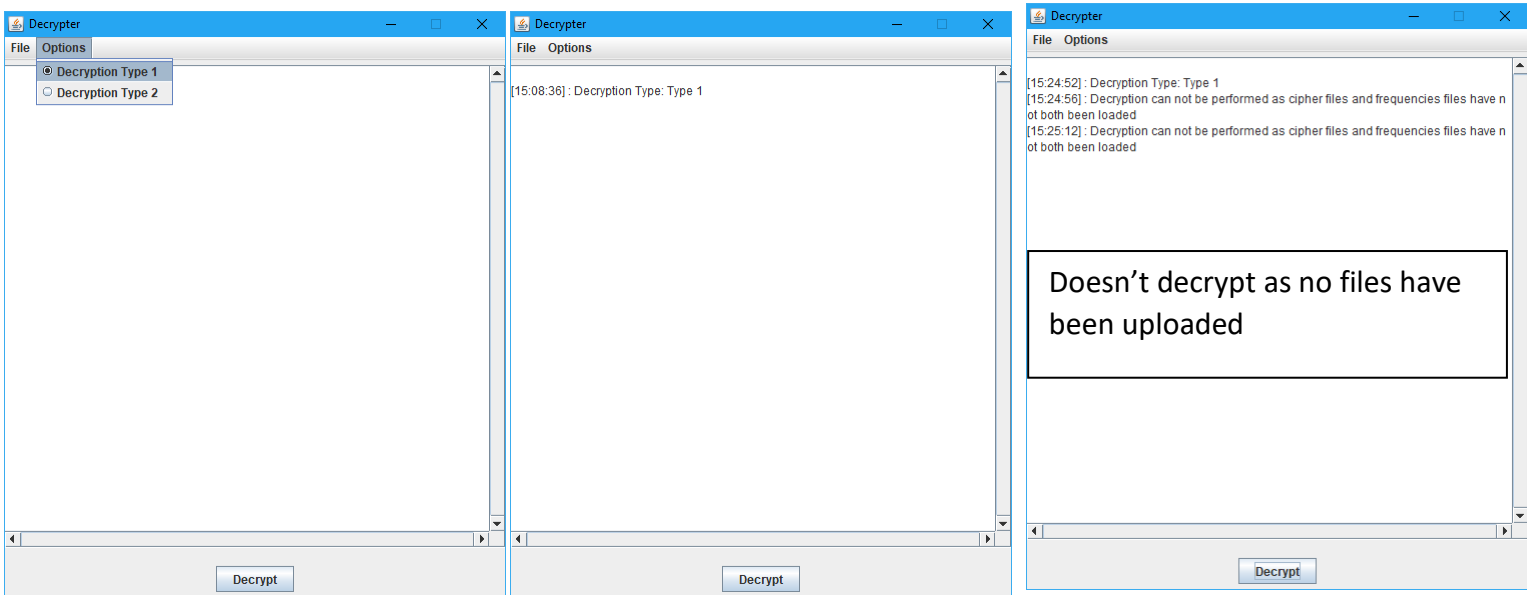 Decrypter
File Options
Decryption Type 1
Decryption Type 2
Decrypt
Decrypter
File Options
[15:08:36] : Decryption Type: Type 1
Decrypt
Decrypter
File Options
[15:24:52] : Decryption Type: Type 1
[15:24:56] : Decryption can not be performed as cipher files and frequencies files have n
ot both been loaded
[15:25:12] : Decryption can not be performed as cipher files and frequencies files have n
ot both been loaded
Doesn’t decrypt as no files have
been uploaded
Decrypt